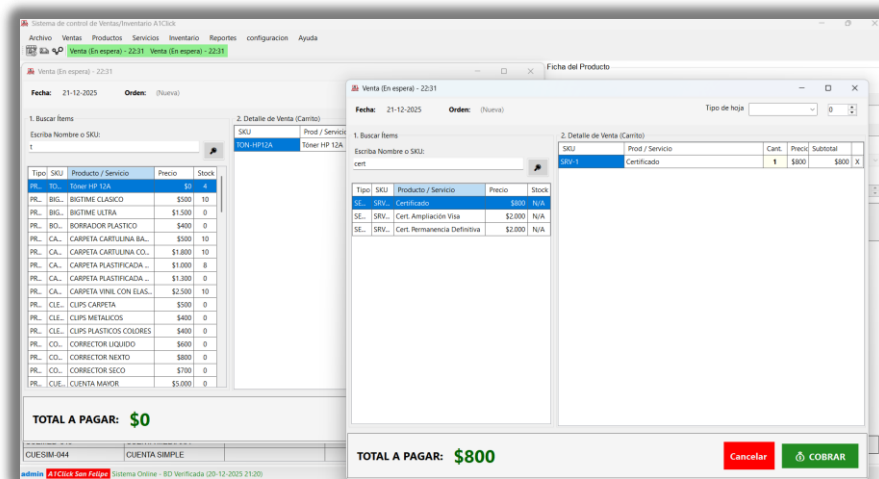 Sistema de control de Ventas/Inventario A1Click
Archivo Ventas Productos Servicios Inventario Reportes configuracion Ayuda
Venta (En espera) - 22:31 Venta (En espera) - 22:31
Ficha del Producto
Venta (En espera) - 22:31
Fecha: 21-12-2025 Orden: (Nueva)
1. Buscar Ítems
Escriba Nombre o SKU:
t
Tipo SKU Producto / Servicio Precio Stock
PR... TO... Tóner HP 12A $0 4
PR... BIG... BIGTIME CLASICO $500 10
PR... BIG... BIGTIME ULTRA $1.500 0
PR... BO... BORRADOR PLASTICO $400 0
PR... CA... CARPETA CARTULINA BA... $500 10
PR... CA... CARPETA CARTULINA CO... $1.800 10
PR... CA... CARPETA PLASTIFICADA ... $1.000 8
PR... CA... CARPETA PLASTIFICADA ... $1.300 0
PR... CA... CARPETA VINIL CON ELAS... $2.500 10
PR... CLE... CLIPS CARPETA $500 0
PR... CLE... CLIPS METALICOS $400 0
PR... CLE... CLIPS PLASTICOS COLORES $400 0
PR... CO... CORRECTOR LIQUIDO $600 0
PR... CO... CORRECTOR NEXTO $800 0
PR... CO... CORRECTOR SECO $700 0
PR... CUE... CUENTA MAYOR $5.000 0
2. Detalle de Venta (Carrito)
SKU Prod / Servicio
TON-HP12A Tóner HP 12A
TOTAL A PAGAR: $0
Venta (En espera) - 22:31
Fecha: 21-12-2025 Orden: (Nueva) Tipo de hoja 0
1. Buscar Ítems
Escriba Nombre o SKU:
cert
Tipo SKU Producto / Servicio Precio Stock
SE... SRV... Certificado $800 N/A
SE... SRV... Cert. Ampliación Visa $2.000 N/A
SE... SRV... Cert. Permanencia Definitiva $2.000 N/A
2. Detalle de Venta (Carrito)
SKU Prod / Servicio Cant. Precio Subtotal
SRV-1 Certificado 1 $800 $800 X
TOTAL A PAGAR: $800
Cancelar COBRAR
CUESIM-044 CUENTA SIMPLE
admin A1Click San Felipe Sistema Online - BD Verificada (20-12-2025 21:20)